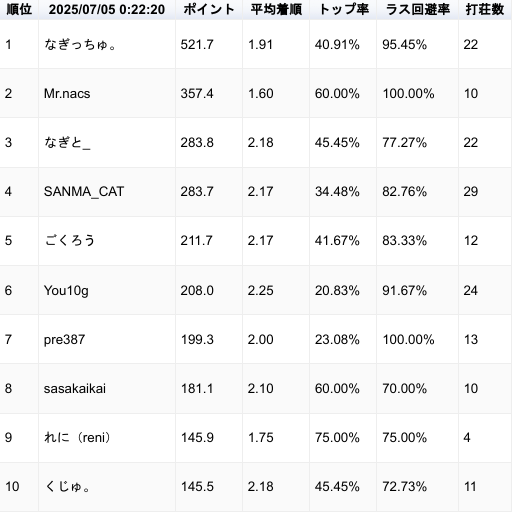 順位 2025/07/05 0:22:20 ポイント 平均着順 トップ率 ラス回避率 打荘数
1 なぎっちゅ。 521.7 1.91 40.91% 95.45% 22
2 Mr.nacs 357.4 1.60 60.00% 100.00% 10
3 なぎと_ 283.8 2.18 45.45% 77.27% 22
4 SANMA_CAT 283.7 2.17 34.48% 82.76% 29
5 ごくろう 211.7 2.17 41.67% 83.33% 12
6 You10g 208.0 2.25 20.83% 91.67% 24
7 pre387 199.3 2.00 23.08% 100.00% 13
8 sasakaikai 181.1 2.10 60.00% 70.00% 10
9 れに（reni） 145.9 1.75 75.00% 75.00% 4
10 くじゅ。 145.5 2.18 45.45% 72.73% 11